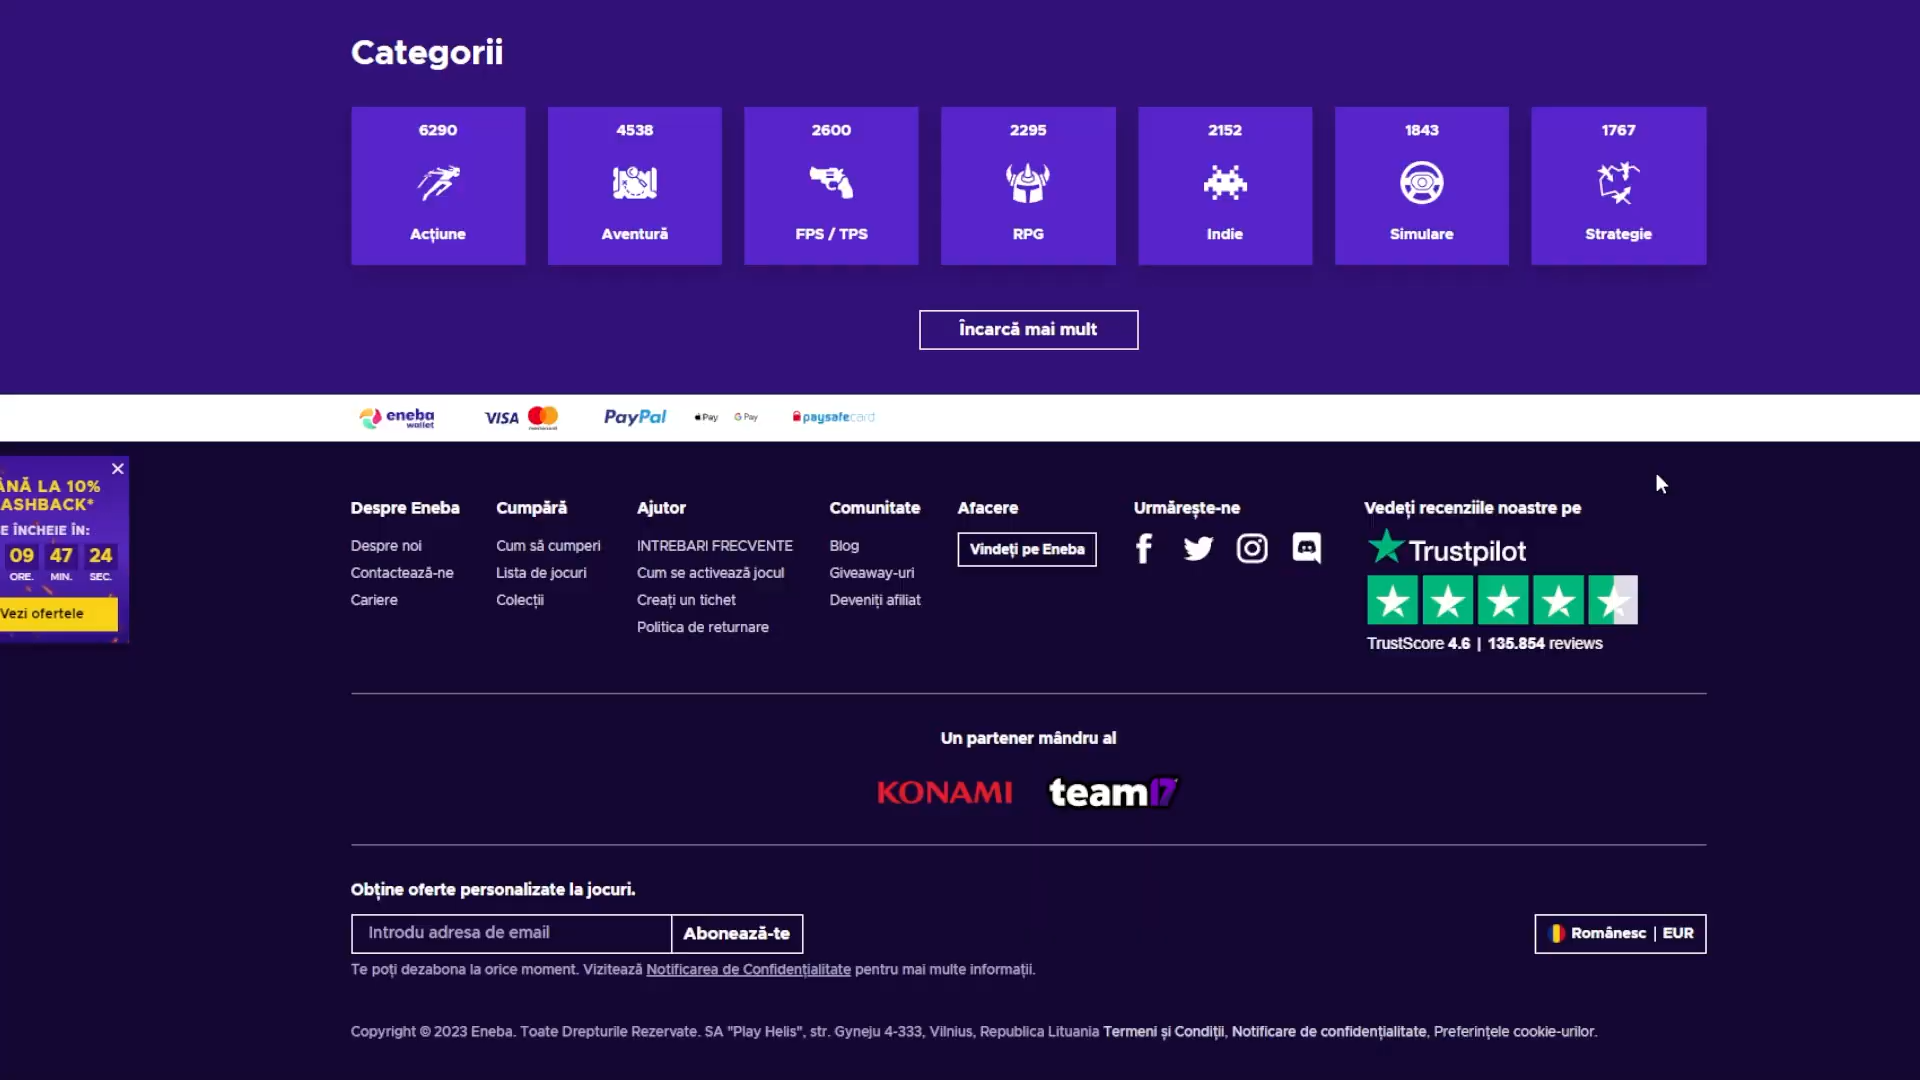 Categorii
6290
Acțiune
4538
Aventură
2600
FPS / TPS
2295
RPG
2152
Indie
1843
Simulare
1767
Strategie
Încarcă mai mult
eneba wallet
VISA
PayPal
Pay
G Pay
paysafecard
ÂNĂ LA 10%
ASHBACK*
E ÎNCHEIE ÎN:
09 47 24
ORE. MIN. SEC.
Vezi ofertele
Despre Eneba
Despre noi
Contactează-ne
Cariere
Cumpără
Cum să cumperi
Lista de jocuri
Colecții
Ajutor
INTREBARI FRECVENTE
Cum se activează jocul
Creați un tichet
Politica de returnare
Comunitate
Blog
Giveaway-uri
Deveniți afiliat
Afacere
Vindeți pe Eneba
Urmărește-ne
Vedeți recenziile noastre pe
Trustpilot
TrustScore 4.6 | 135.854 reviews
Un partener mândru al
KONAMI team17
Obține oferte personalizate la jocuri.
Introdu adresa de email
Abonează-te
Românesc | EUR
Te poți dezabona la orice moment. Vizitează Notificarea de Confidențialitate pentru mai multe informații.
Copyright © 2023 Eneba. Toate Drepturile Rezervate. SA "Play Helis", str. Gyneju 4-333, Vilnius, Republica Lituania Termeni și Condiții, Notificare de confidențialitate, Preferințele cookie-urilor.